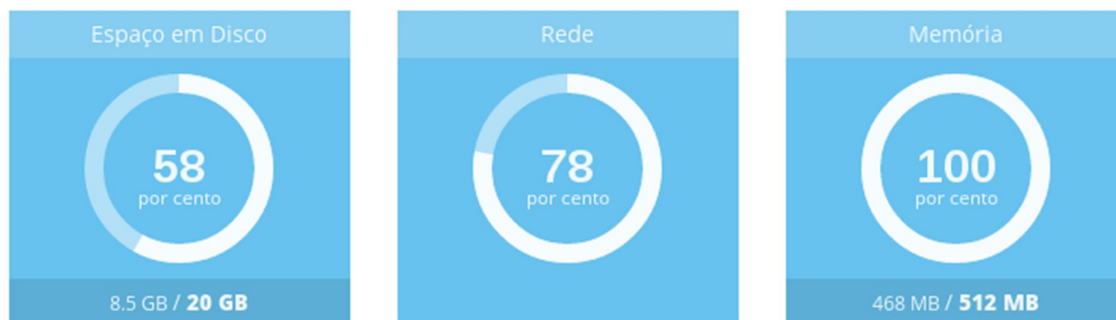 Espaço em Disco
58
por cento
8.5 GB / 20 GB
Rede
78
por cento
Memória
100
por cento
468 MB / 512 MB